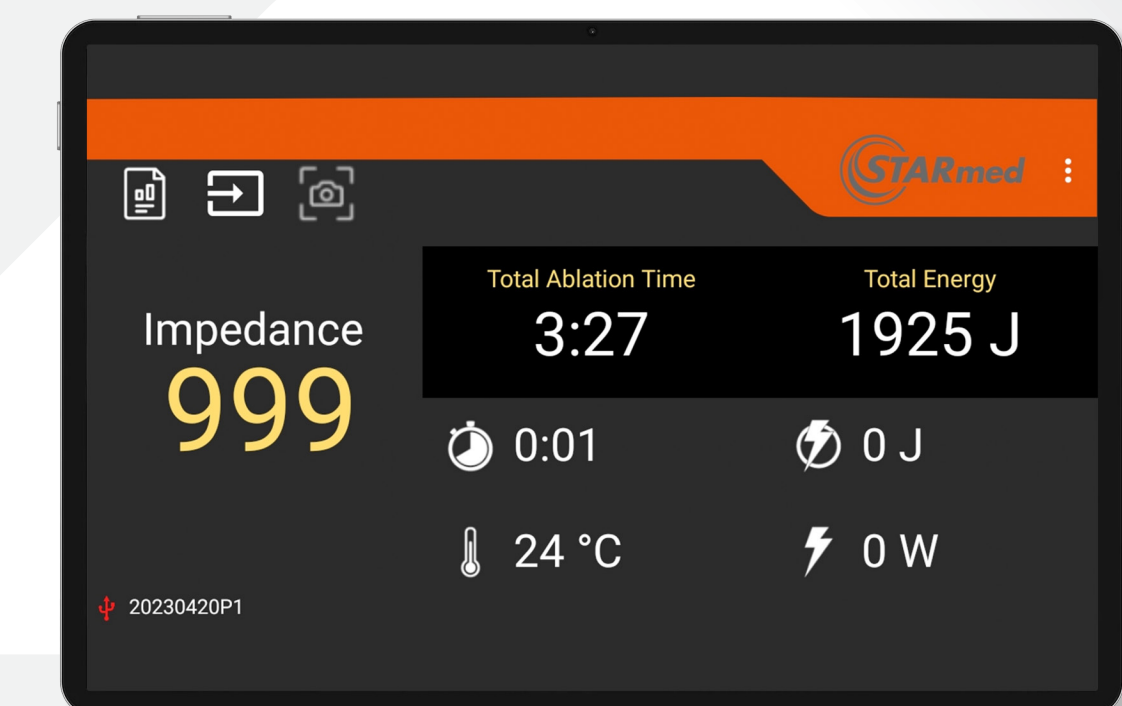 STARmed
Impedance
999
Total Ablation Time
3:27
Total Energy
1925 J
0:01
0 J
24 °C
0 W
20230420P1